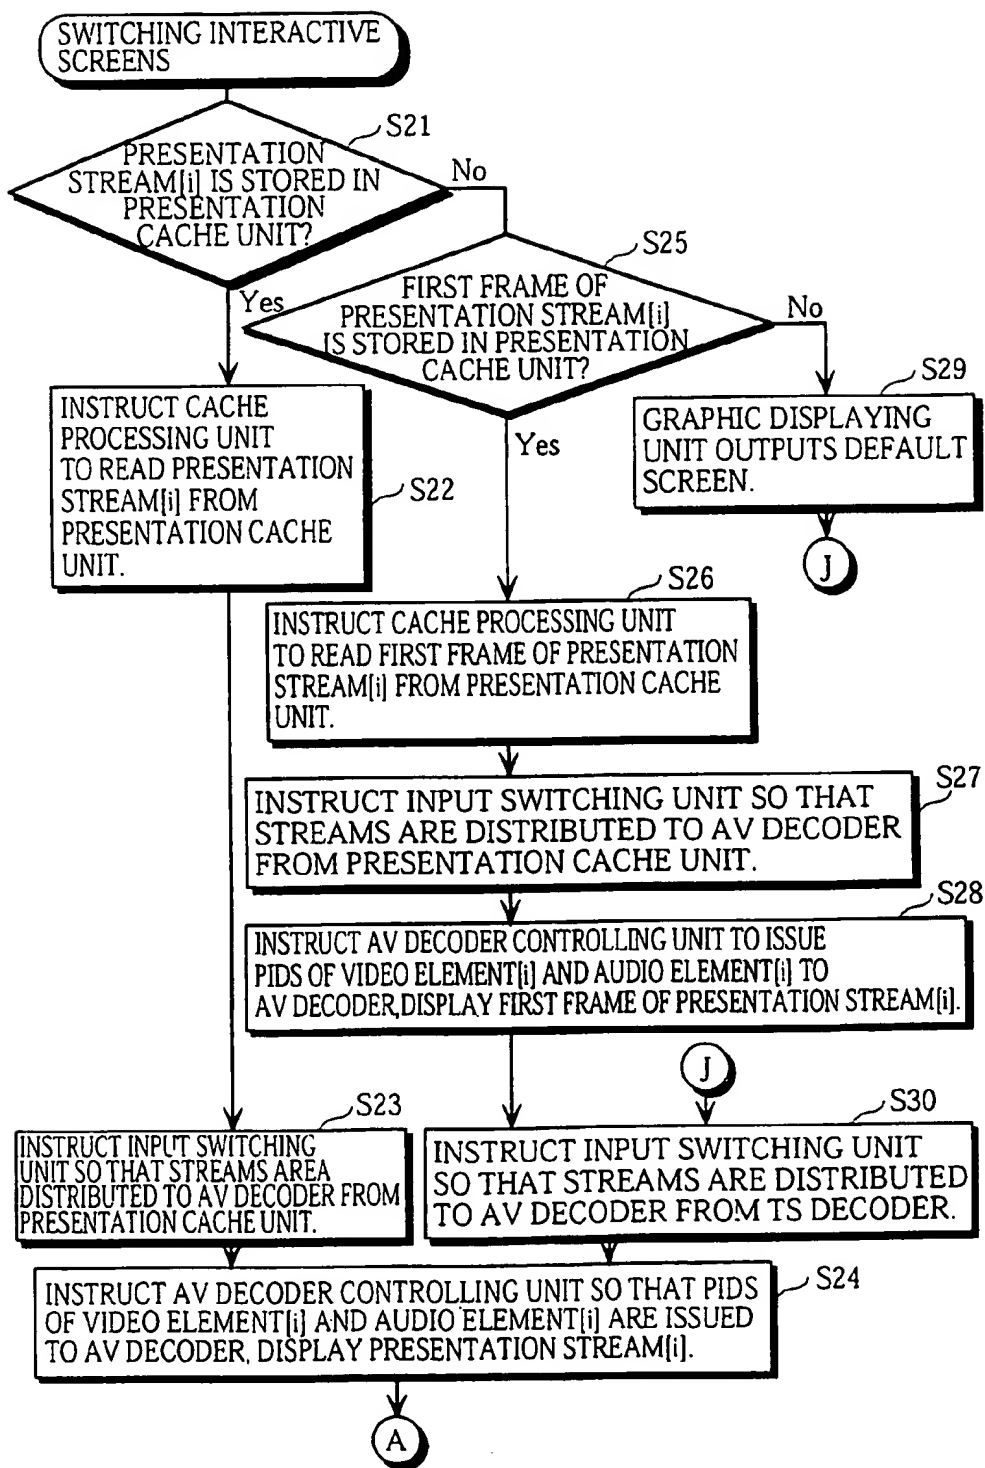 SWITCHING INTERACTIVE
SCREENS
S21
PRESENTATION
STREAM[i] IS STORED IN
PRESENTATION
CACHE UNIT?
No
Yes
S25
FIRST FRAME OF
PRESENTATION STREAM[i]
IS STORED IN PRESENTATION
CACHE UNIT?
No
Yes
S29
GRAPHIC DISPLAYING
UNIT OUTPUTS DEFAULT
SCREEN.
J
INSTRUCT CACHE
PROCESSING UNIT
TO READ PRESENTATION
STREAM[i] FROM
PRESENTATION CACHE
UNIT.
S22
S26
INSTRUCT CACHE PROCESSING UNIT
TO READ FIRST FRAME OF PRESENTATION
STREAM[i] FROM PRESENTATION CACHE
UNIT.
S27
INSTRUCT INPUT SWITCHING UNIT SO THAT
STREAMS ARE DISTRIBUTED TO AV DECODER
FROM PRESENTATION CACHE UNIT.
S28
INSTRUCT AV DECODER CONTROLLING UNIT TO ISSUE
PIDS OF VIDEO ELEMENT[i] AND AUDIO ELEMENT[i] TO
AV DECODER,DISPLAY FIRST FRAME OF PRESENTATION STREAM[i].
J
S23
INSTRUCT INPUT SWITCHING
UNIT SO THAT STREAMS AREA
DISTRIBUTED TO AV DECODER FROM
PRESENTATION CACHE UNIT.
S30
INSTRUCT INPUT SWITCHING UNIT
SO THAT STREAMS ARE DISTRIBUTED
TO AV DECODER FROM TS DECODER.
S24
INSTRUCT AV DECODER CONTROLLING UNIT SO THAT PIDS
OF VIDEO ELEMENT[i] AND AUDIO ELEMENT[i] ARE ISSUED
TO AV DECODER, DISPLAY PRESENTATION STREAM[i].
A